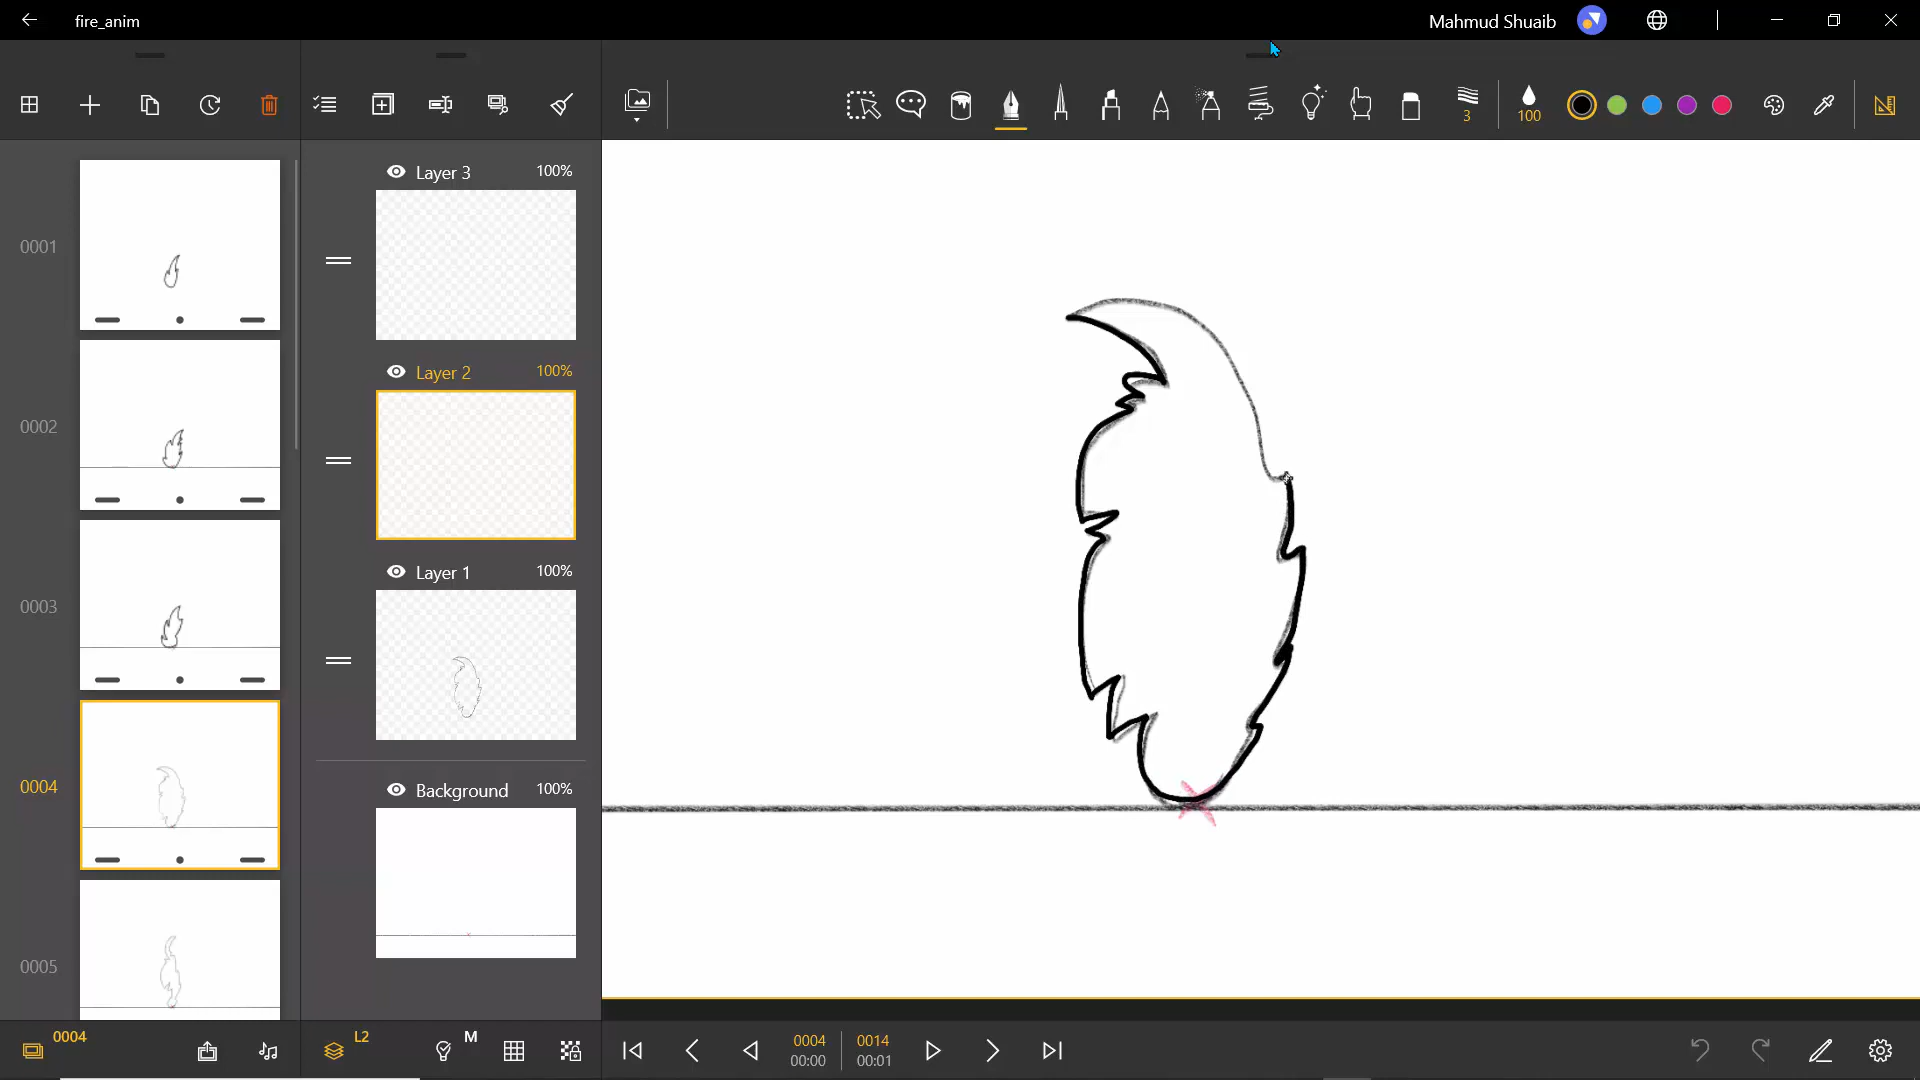 fire_anim
Mahmud Shuaib
3
100
0001
0002
0003
0004
0005
Layer 3 100%
Layer 2 100%
Layer 1 100%
Background 100%
0004
L2
M
0004
00:00
0014
00:01